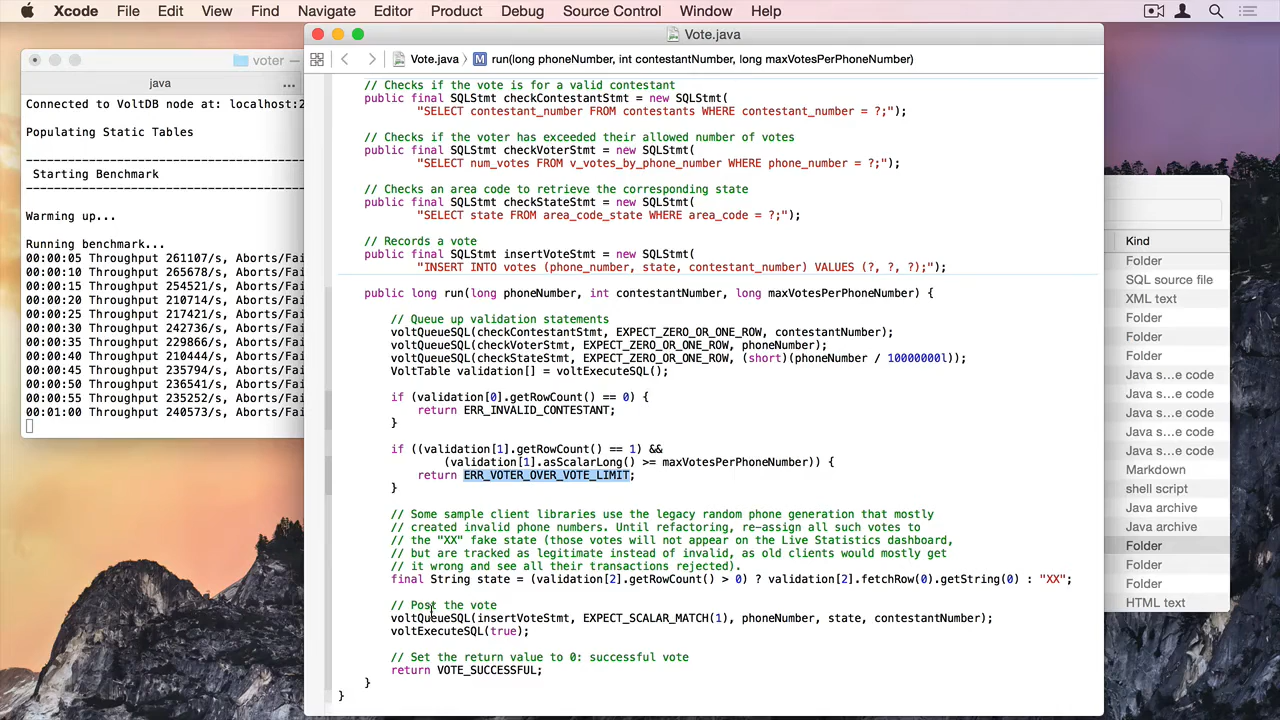 Xcode File Edit View Find Navigate Editor Product Debug Source Control Window Help
voter —
java
Connected to VoltDB node at: localhost:2
Populating Static Tables
--------------------------------------------
Starting Benchmark
--------------------------------------------
Warming up...
Running benchmark...
00:00:05 Throughput 261107/s, Aborts/Fai
00:00:10 Throughput 265678/s, Aborts/Fai
00:00:15 Throughput 254521/s, Aborts/Fai
00:00:20 Throughput 210714/s, Aborts/Fai
00:00:25 Throughput 217421/s, Aborts/Fai
00:00:30 Throughput 242736/s, Aborts/Fai
00:00:35 Throughput 229866/s, Aborts/Fai
00:00:40 Throughput 210444/s, Aborts/Fai
00:00:45 Throughput 235794/s, Aborts/Fai
00:00:50 Throughput 236541/s, Aborts/Fai
00:00:55 Throughput 235252/s, Aborts/Fai
00:01:00 Throughput 240573/s, Aborts/Fai
Vote.java
Vote.java M run(long phoneNumber, int contestantNumber, long maxVotesPerPhoneNumber)
// Checks if the vote is for a valid contestant
public final SQLStmt checkContestantStmt = new SQLStmt(
"SELECT contestant_number FROM contestants WHERE contestant_number = ?;");
// Checks if the voter has exceeded their allowed number of votes
public final SQLStmt checkVoterStmt = new SQLStmt(
"SELECT num_votes FROM v_votes_by_phone_number WHERE phone_number = ?;");
// Checks an area code to retrieve the corresponding state
public final SQLStmt checkStateStmt = new SQLStmt(
"SELECT state FROM area_code_state WHERE area_code = ?;");
// Records a vote
public final SQLStmt insertVoteStmt = new SQLStmt(
"INSERT INTO votes (phone_number, state, contestant_number) VALUES (?, ?, ?);");
public long run(long phoneNumber, int contestantNumber, long maxVotesPerPhoneNumber) {
// Queue up validation statements
voltQueueSQL(checkContestantStmt, EXPECT_ZERO_OR_ONE_ROW, contestantNumber);
voltQueueSQL(checkVoterStmt, EXPECT_ZERO_OR_ONE_ROW, phoneNumber);
voltQueueSQL(checkStateStmt, EXPECT_ZERO_OR_ONE_ROW, (short)(phoneNumber / 10000000l));
VoltTable validation[] = voltExecuteSQL();
if (validation[0].getRowCount() == 0) {
return ERR_INVALID_CONTESTANT;
}
if ((validation[1].getRowCount() == 1) &&
(validation[1].asScalarLong() >= maxVotesPerPhoneNumber)) {
return ERR_VOTER_OVER_VOTE_LIMIT;
}
// Some sample client libraries use the legacy random phone generation that mostly
// created invalid phone numbers. Until refactoring, re-assign all such votes to
// the "XX" fake state (those votes will not appear on the Live Statistics dashboard,
// but are tracked as legitimate instead of invalid, as old clients would mostly get
// it wrong and see all their transactions rejected).
final String state = (validation[2].getRowCount() > 0) ? validation[2].fetchRow(0).getString(0) : "XX";
// Post the vote
voltQueueSQL(insertVoteStmt, EXPECT_SCALAR_MATCH(1), phoneNumber, state, contestantNumber);
voltExecuteSQL(true);
// Set the return value to 0: successful vote
return VOTE_SUCCESSFUL;
}
}
Kind
Folder
SQL source file
XML text
Folder
Folder
Folder
Java s...e code
Java s...e code
Java s...e code
Java s...e code
Java s...e code
Markdown
shell script
Java archive
Java archive
Folder
Folder
Folder
HTML text